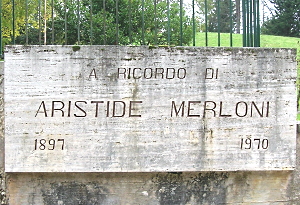 A RICORDO DI
ARISTIDE MERLONI
1897 1970